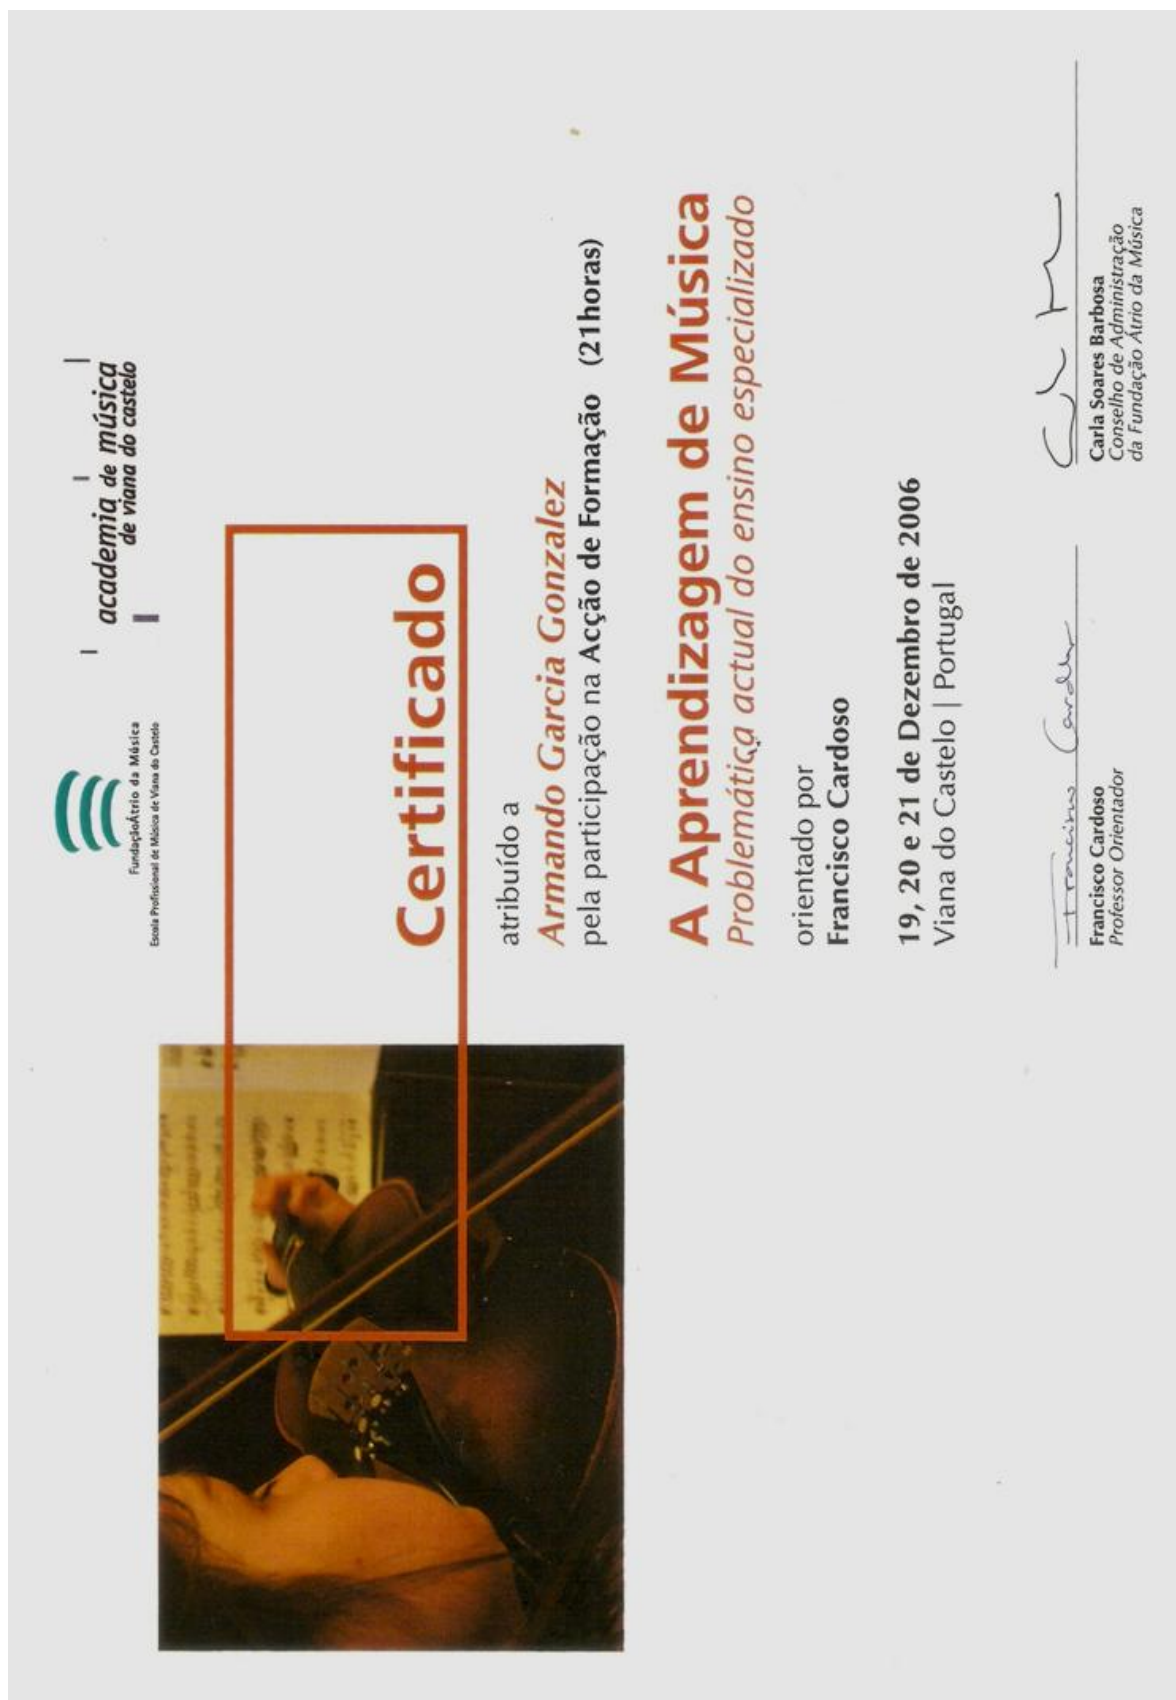 FundaçãoÁtrio da Música
Escola Profissional de Música de Viana do Castelo
academia de música
de viana do castelo
Certificado
atribuído a
Armando Garcia Gonzalez
pela participação na Acção de Formação (21horas)
A Aprendizagem de Música
Problemática actual do ensino especializado
orientado por
Francisco Cardoso
19, 20 e 21 de Dezembro de 2006
Viana do Castelo | Portugal
Francisco Cardoso
Francisco Cardoso
Professor Orientador
Carla Soares Barbosa
Conselho de Administração
da Fundação Átrio da Música